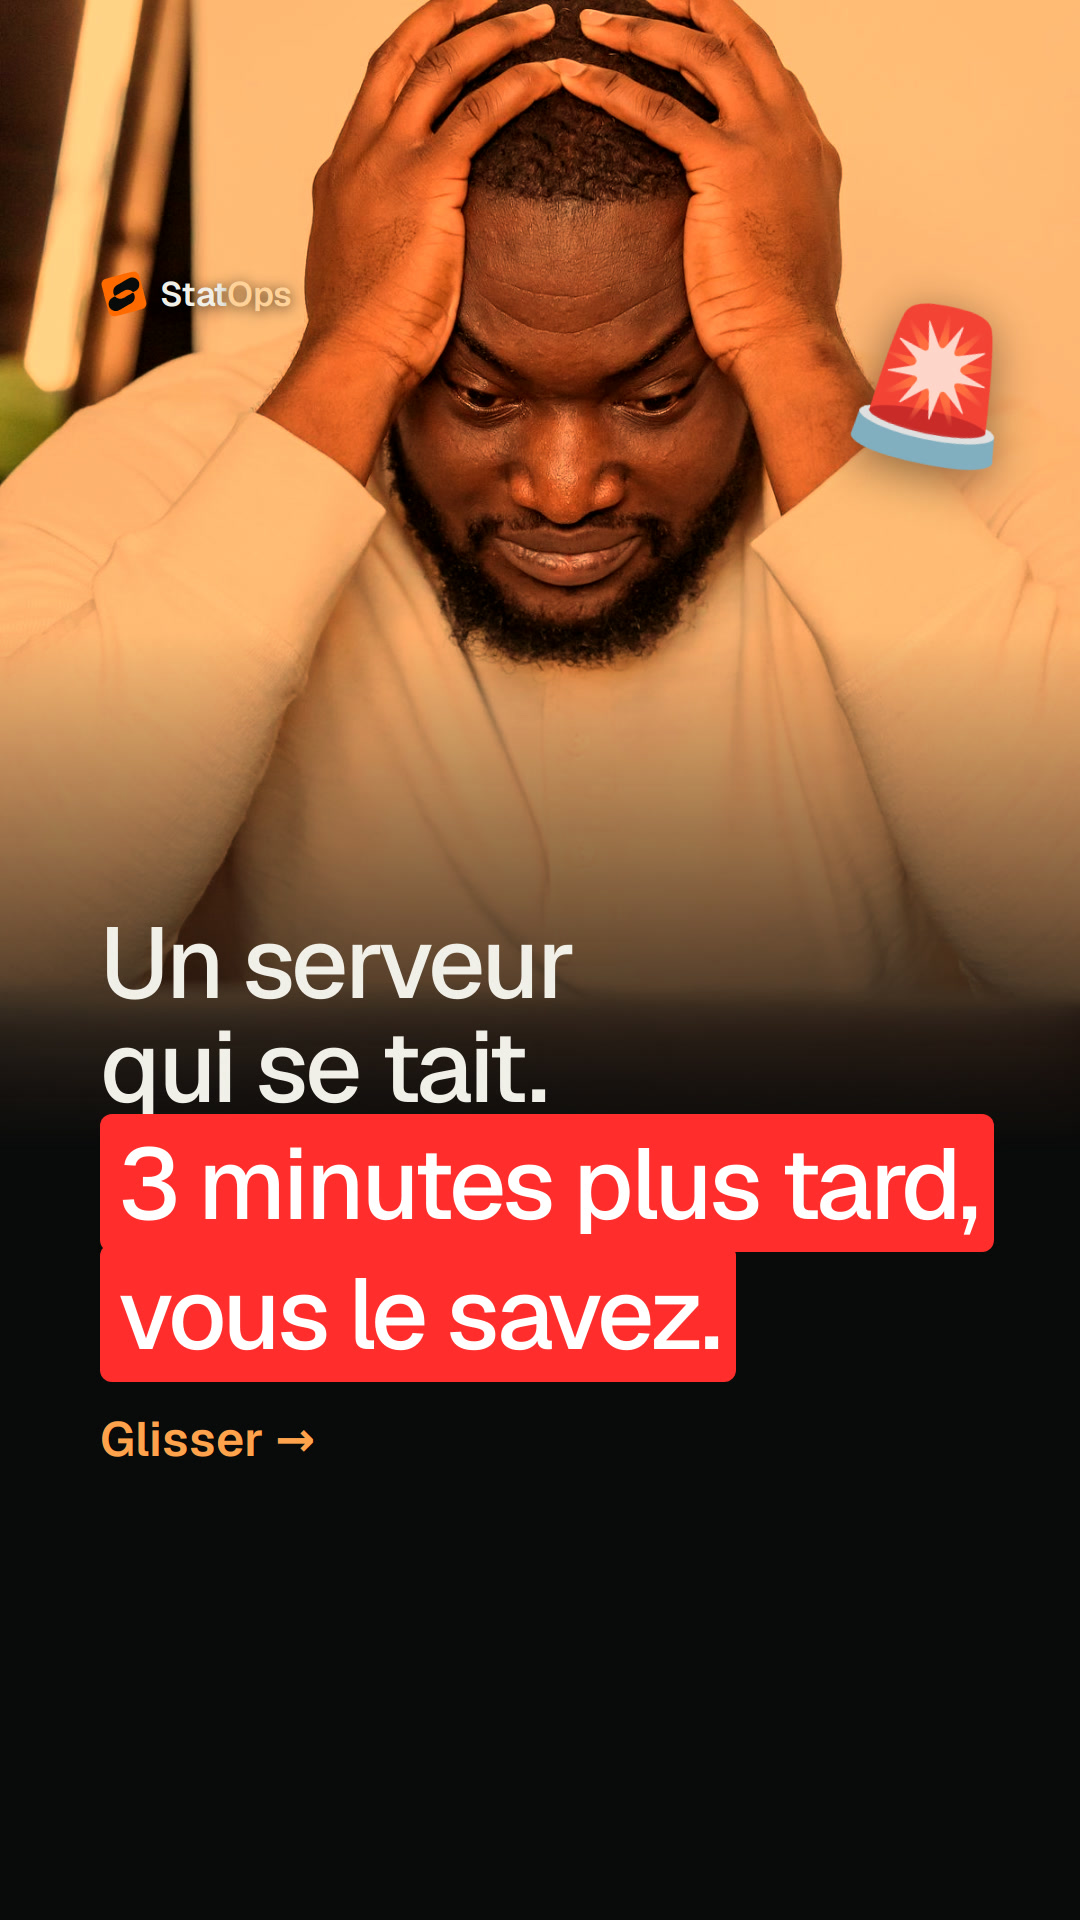 StatOps
Un serveur
qui se tait.
3 minutes plus tard,
vous le savez.
Glisser →